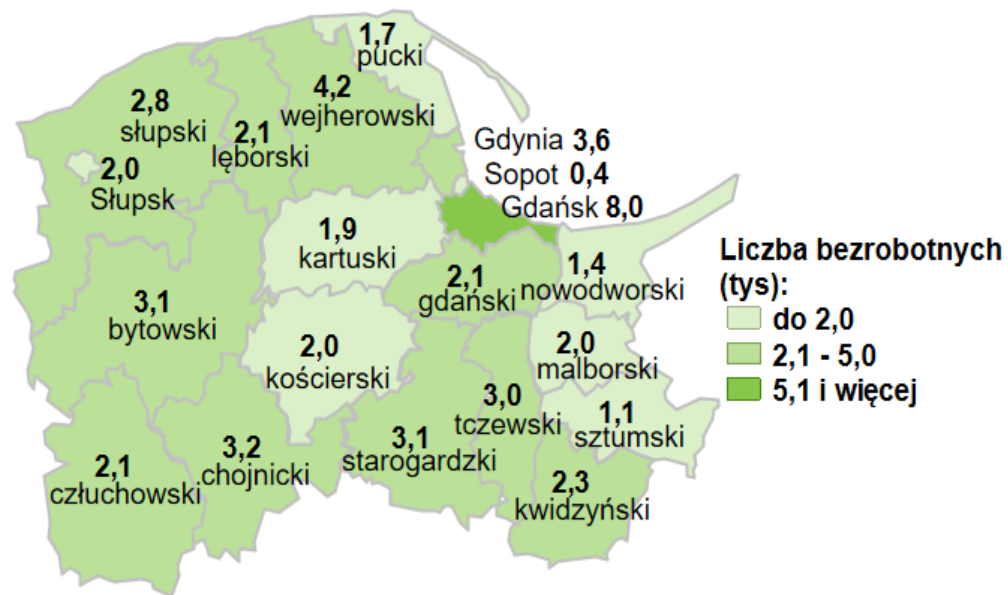 1,7
pucki
4,2
wejherowski
2,8
słupski
2,1
lęborski
2,0
Słupsk
Gdynia 3,6
Sopot 0,4
Gdańsk 8,0
1,9
kartuski
2,1
gdański
1,4
nowodworski
3,1
bytowski
2,0
kościerski
2,0
malborski
3,0
tczewski
1,1
sztumski
2,1
człuchowski
3,2
chojnicki
3,1
starogardzki
2,3
kwidzyński
Liczba bezrobotnych
(tys):
do 2,0
2,1 - 5,0
5,1 i więcej